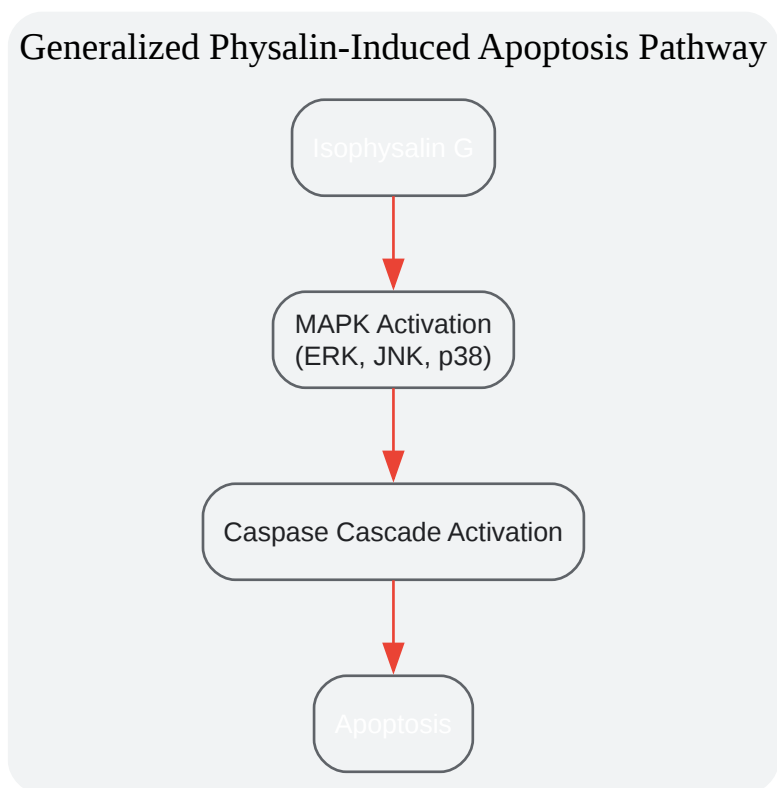 Generalized Physalin-Induced Apoptosis Pathway
Isophysalin G
MAPK Activation
(ERK, JNK, p38)
Caspase Cascade Activation
Apoptosis